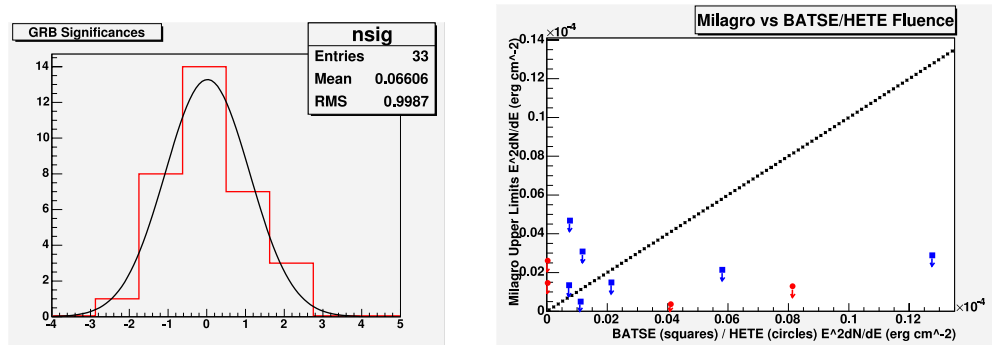 GRB Significances
nsig
Entries 33
Mean 0.06606
RMS 0.9987
14
12
10
8
6
4
2
0
-4 -3 -2 -1 0 1 2 3 4 5
Milagro vs BATSE/HETE Fluence
×10^-4
Milagro Upper Limits E^2dN/dE (erg cm^-2)
0.14
0.12
0.1
0.08
0.06
0.04
0.02
0
0 0.02 0.04 0.06 0.08 0.1 0.12
×10^-4
BATSE (squares) / HETE (circles) E^2dN/dE (erg cm^-2)